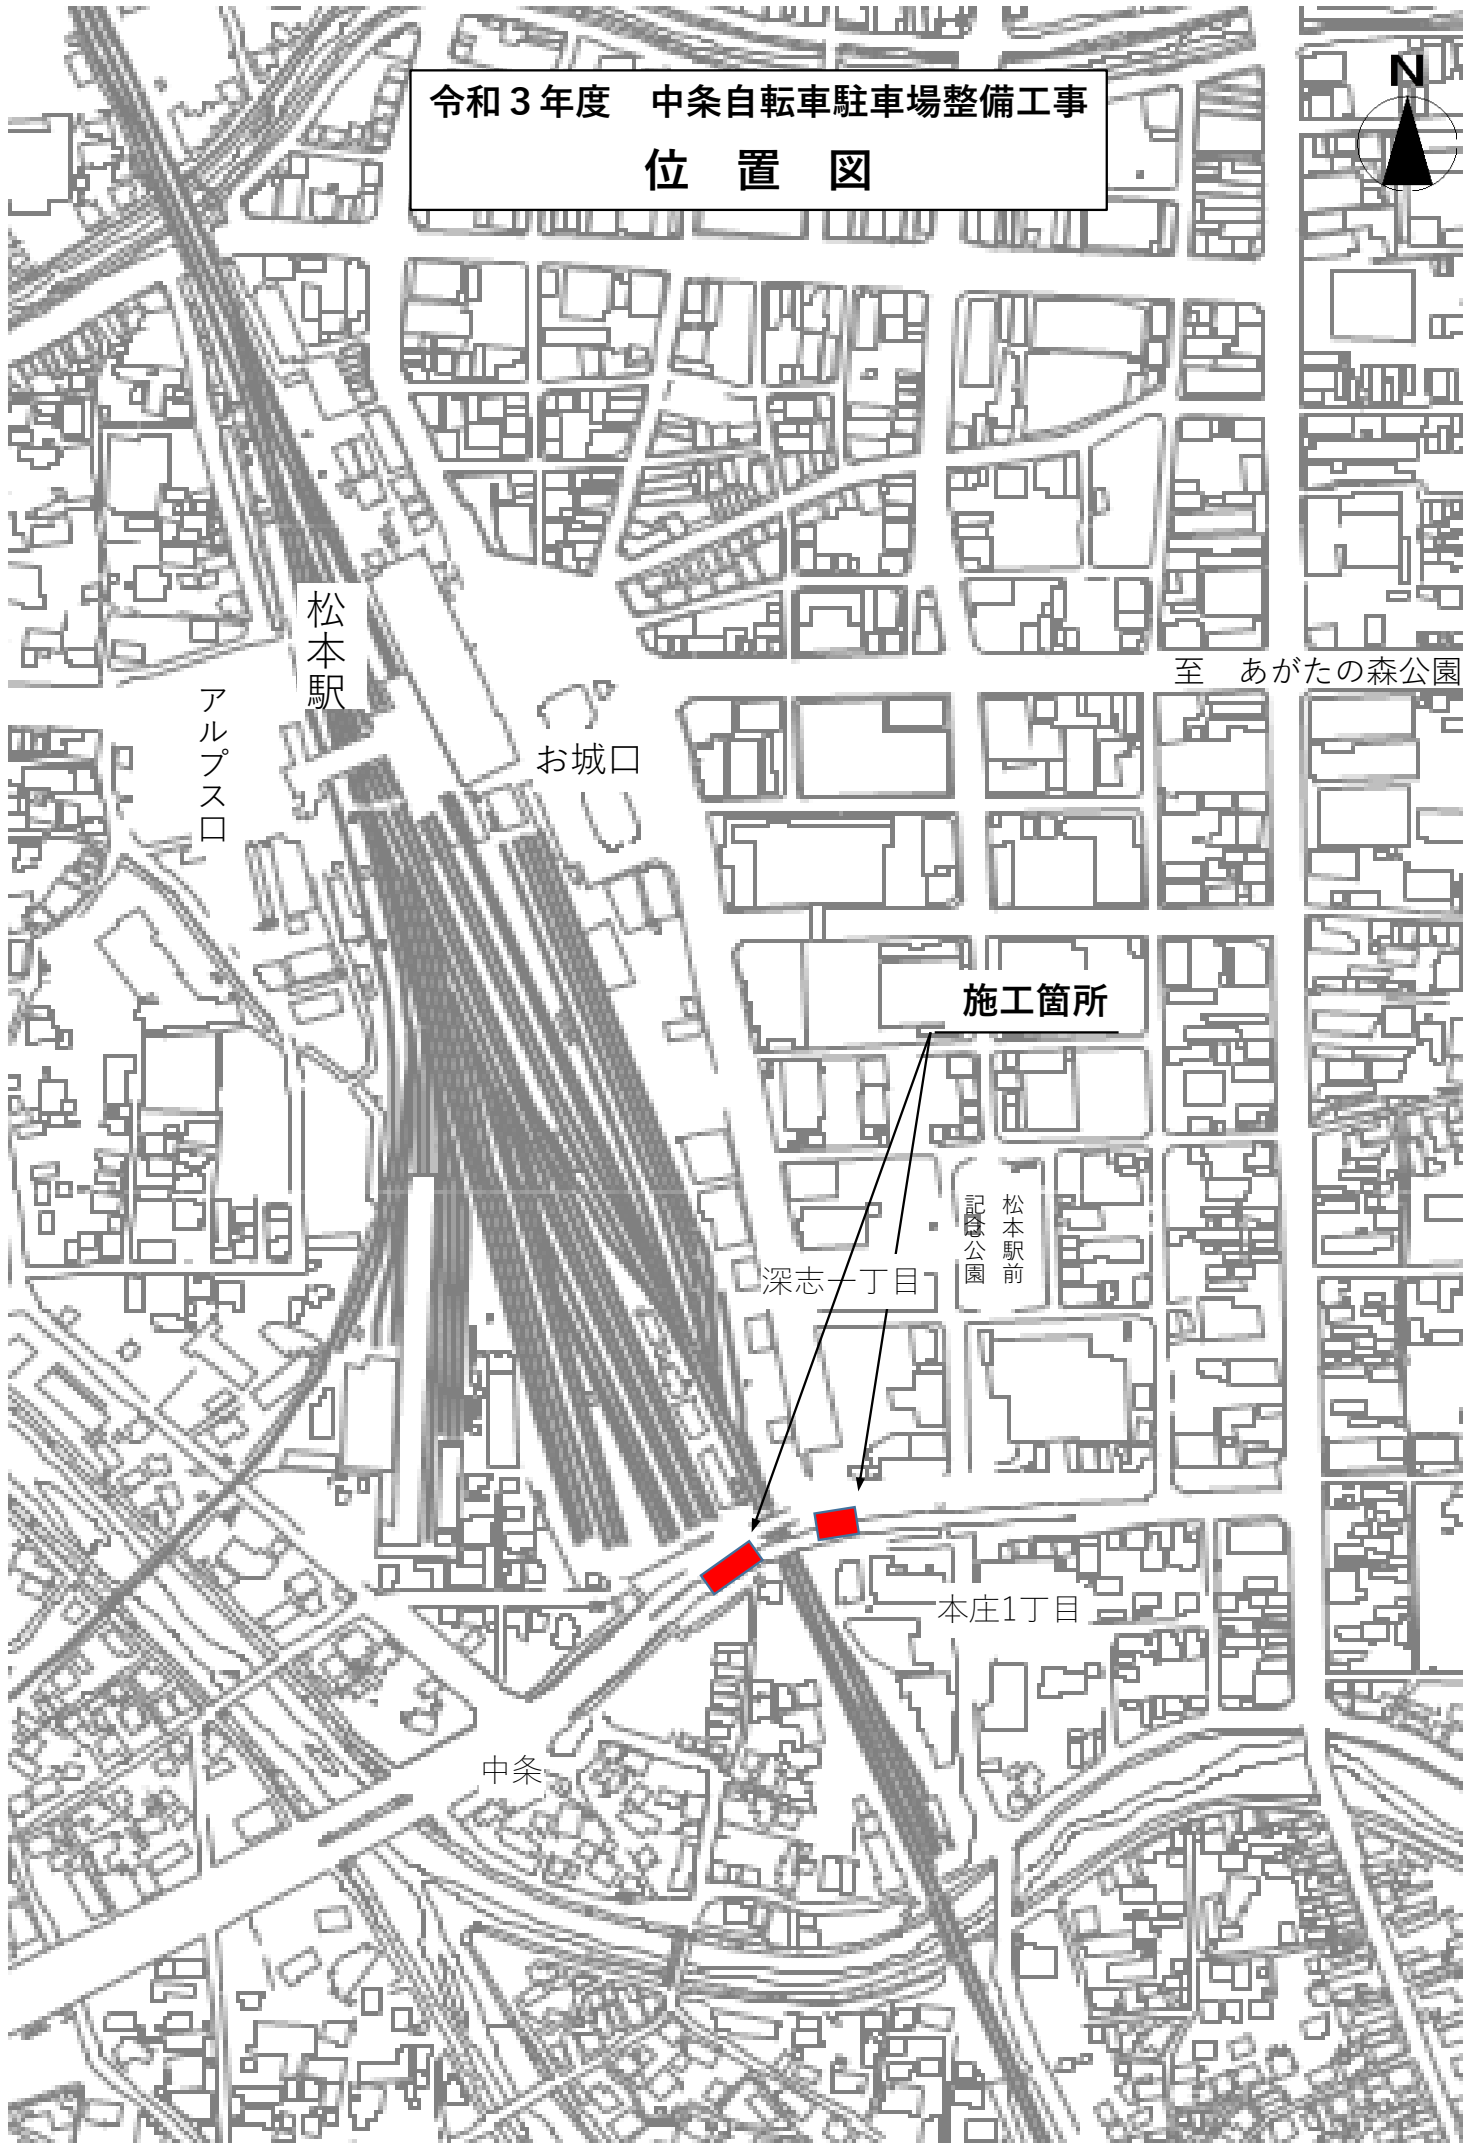 令和３年度　中条自転車駐車場整備工事
位　置　図
N
松本駅
至　あがたの森公園
アルプス口
お城口
施工箇所
松本駅前
記念公園
深志一丁目
本庄1丁目
中条